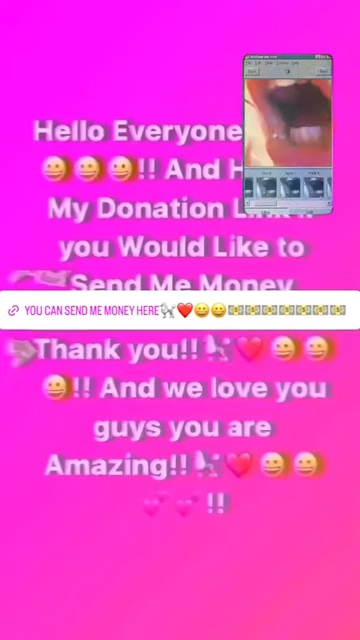 Hello Everyone
😀😀😀!! And H
My Donation L
you Would Like to
Send Me Money
YOU CAN SEND ME MONEY HERE🐩❤️😀😀💵💵💵💵💵💵💵
Thank you!!🐩❤️😀😀
😀!! And we love you
guys you are
Amazing!!🐩❤️😀😀
💕💕!!